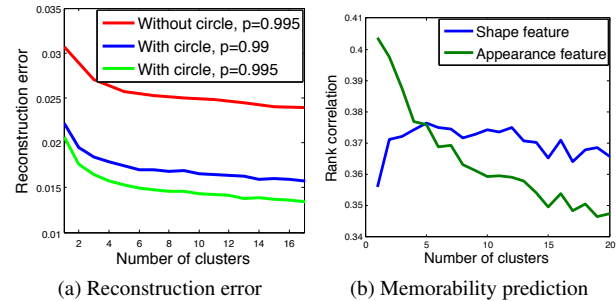 0.035
0.03
0.025
0.02
0.015
0.01
Reconstruction error
Without circle, p=0.995
With circle, p=0.99
With circle, p=0.995
2 4 6 8 10 12 14 16
Number of clusters
(a) Reconstruction error
0.42
0.4
0.39
0.38
0.37
0.36
0.35
0.34
Rank correlation
Shape feature
Appearance feature
0 5 10 15 20
Number of clusters
(b) Memorability prediction